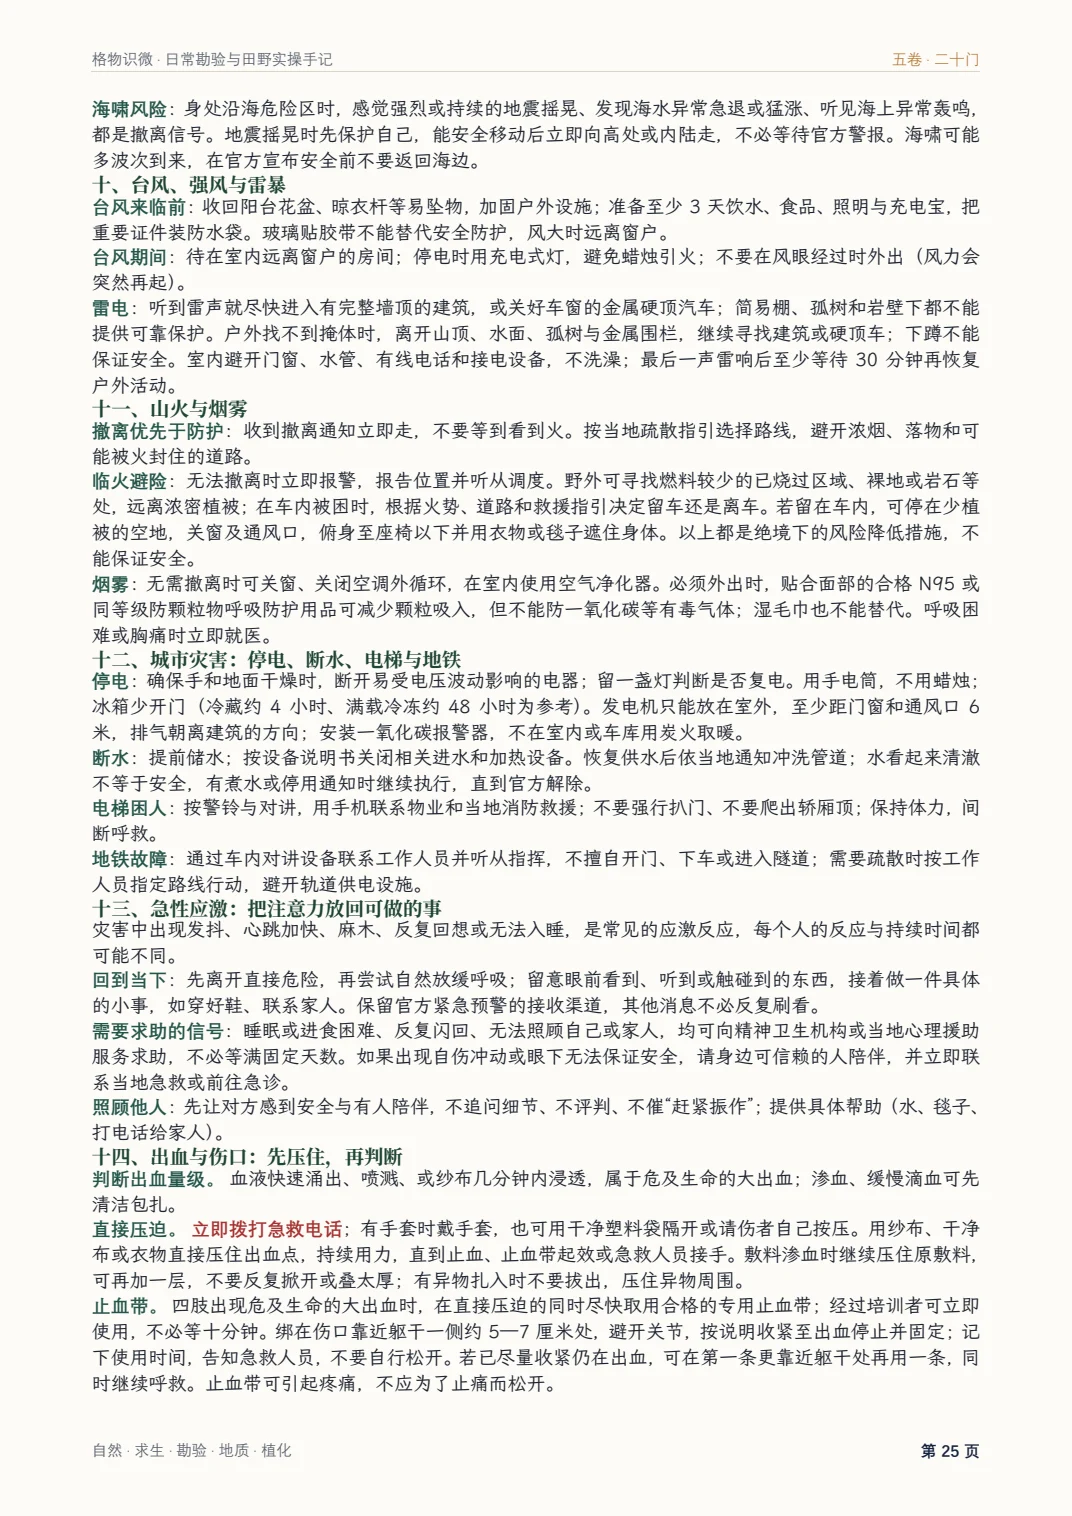 格物识微 · 日常勘验与田野实操手记
五卷 · 二十门
海啸风险：身处沿海危险区时，感觉强烈或持续的地震摇晃、发现海水异常急退或猛涨、听见海上异常轰鸣，
都是撤离信号。地震摇晃时先保护自己，能安全移动后立即向高处或内陆走，不必等待官方警报。海啸可能
多波次到来，在官方宣布安全前不要返回海边。
十、台风、强风与雷暴
台风来临前：收回阳台花盆、晾衣杆等易坠物，加固户外设施；准备至少 3 天饮水、食品、照明与充电宝，把
重要证件装防水袋。玻璃贴胶带不能替代安全防护，风大时远离窗户。
台风期间：待在室内远离窗户的房间；停电时用充电式灯，避免蜡烛引火；不要在风眼经过时外出（风力会
突然再起）。
雷电：听到雷声就尽快进入有完整墙顶的建筑，或关好车窗的金属硬顶汽车；简易棚、孤树和岩壁下都不能
提供可靠保护。户外找不到掩体时，离开山顶、水面、孤树与金属围栏，继续寻找建筑或硬顶车；下蹲不能
保证安全。室内避开门窗、水管、有线电话和接电设备，不洗澡；最后一声雷响后至少等待 30 分钟再恢复
户外活动。
十一、山火与烟雾
撤离优先于防护：收到撤离通知立即走，不要等到看到火。按当地疏散指引选择路线，避开浓烟、落物和可
能被火封住的道路。
临火避险：无法撤离时立即报警，报告位置并听从调度。野外可寻找燃料较少的已烧过区域、裸地或岩石等
处，远离浓密植被；在车内被困时，根据火势、道路和救援指引决定留车还是离车。若留在车内，可停在少植
被的空地，关窗及通风口，俯身至座椅以下并用衣物或毯子遮住身体。以上都是绝境下的风险降低措施，不
能保证安全。
烟雾：无需撤离时可关窗、关闭空调外循环，在室内使用空气净化器。必须外出时，贴合面部的合格 N95 或
同等级防颗粒物呼吸防护用品可减少颗粒吸入，但不能防一氧化碳等有毒气体；湿毛巾也不能替代。呼吸困
难或胸痛时立即就医。
十二、城市灾害：停电、断水、电梯与地铁
停电：确保手和地面干燥时，断开易受电压波动影响的电器；留一盏灯判断是否复电。用手电筒，不用蜡烛；
冰箱少开门（冷藏约 4 小时、满载冷冻约 48 小时为参考）。发电机只能放在室外，至少距门窗和通风口 6
米，排气朝离建筑的方向；安装一氧化碳报警器，不在室内或车库用炭火取暖。
断水：提前储水；按设备说明书关闭相关进水和加热设备。恢复供水后依当地通知冲洗管道；水看起来清澈
不等于安全，有煮水或停用通知时继续执行，直到官方解除。
电梯困人：按警铃与对讲，用手机联系物业和当地消防救援；不要强行扒门、不要爬出轿厢顶；保持体力，间
断呼救。
地铁故障：通过车内对讲设备联系工作人员并听从指挥，不擅自开门、下车或进入隧道；需要疏散时按工作
人员指定路线行动，避开轨道供电设施。
十三、急性应激：把注意力放回可做的事
灾害中出现发抖、心跳加快、麻木、反复回想或无法入睡，是常见的应激反应，每个人的反应与持续时间都
可能不同。
回到当下：先离开直接危险，再尝试自然放缓呼吸；留意眼前看到、听到或触碰到的东西，接着做一件具体
的小事，如穿好鞋、联系家人。保留官方紧急预警的接收渠道，其他消息不必反复刷看。
需要求助的信号：睡眠或进食困难、反复闪回、无法照顾自己或家人，均可向精神卫生机构或当地心理援助
服务求助，不必等满固定天数。如果出现自伤冲动或眼下无法保证安全，请身边可信赖的人陪伴，并立即联
系当地急救或前往急诊。
照顾他人：先让对方感到安全与有人陪伴，不追问细节、不评判、不催“赶紧振作”；提供具体帮助（水、毯子、
打电话给家人）。
十四、出血与伤口：先压住，再判断
判断出血量级。 血液快速涌出、喷溅、或纱布几分钟内浸透，属于危及生命的大出血；渗血、缓慢滴血可先
清洁包扎。
直接压迫。 立即拨打急救电话；有手套时戴手套，也可用干净塑料袋隔开或请伤者自己按压。用纱布、干净
布或衣物直接压住出血点，持续用力，直到止血、止血带起效或急救人员接手。敷料渗血时继续压住原敷料，
可再加一层，不要反复掀开或叠太厚；有异物扎入时不要拔出，压住异物周围。
止血带。 四肢出现危及生命的大出血时，在直接压迫的同时尽快取用合格的专用止血带；经过培训者可立即
使用，不必等十分钟。绑在伤口靠近躯干一侧约 5—7 厘米处，避开关节，按说明收紧至出血停止并固定；记
下使用时间，告知急救人员，不要自行松开。若已尽量收紧仍在出血，可在第一条更靠近躯干处再用一条，同
时继续呼救。止血带可引起疼痛，不应为了止痛而松开。
自然 · 求生 · 勘验 · 地质 · 植化
第 25 页